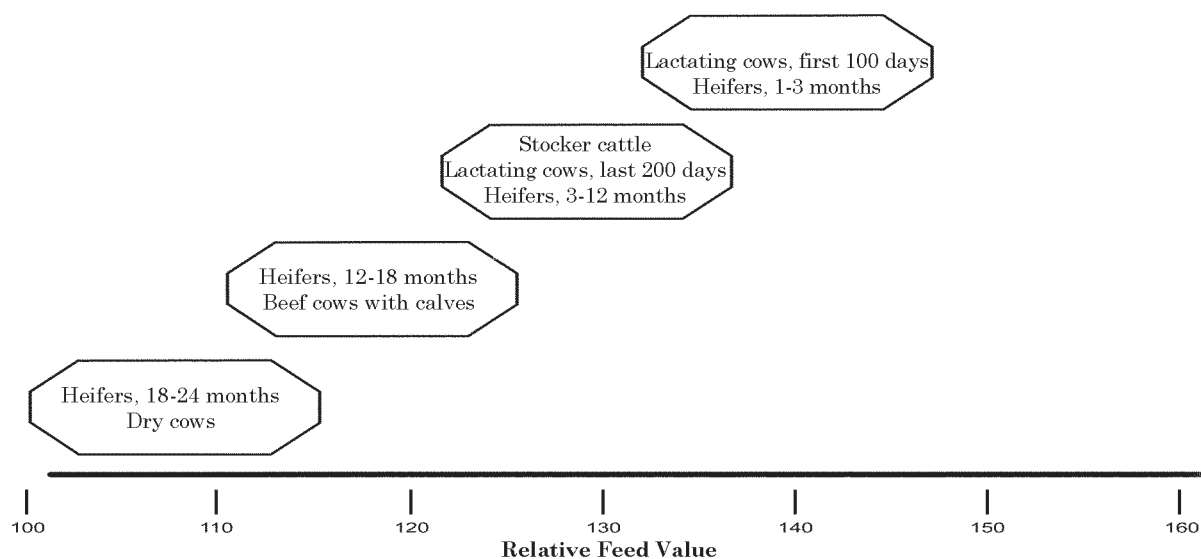 Lactating cows, first 100 days
Heifers, 1-3 months
Stocker cattle
Lactating cows, last 200 days
Heifers, 3-12 months
Heifers, 12-18 months
Beef cows with calves
Heifers, 18-24 months
Dry cows
100 110 120 130 140 150 160
Relative Feed Value